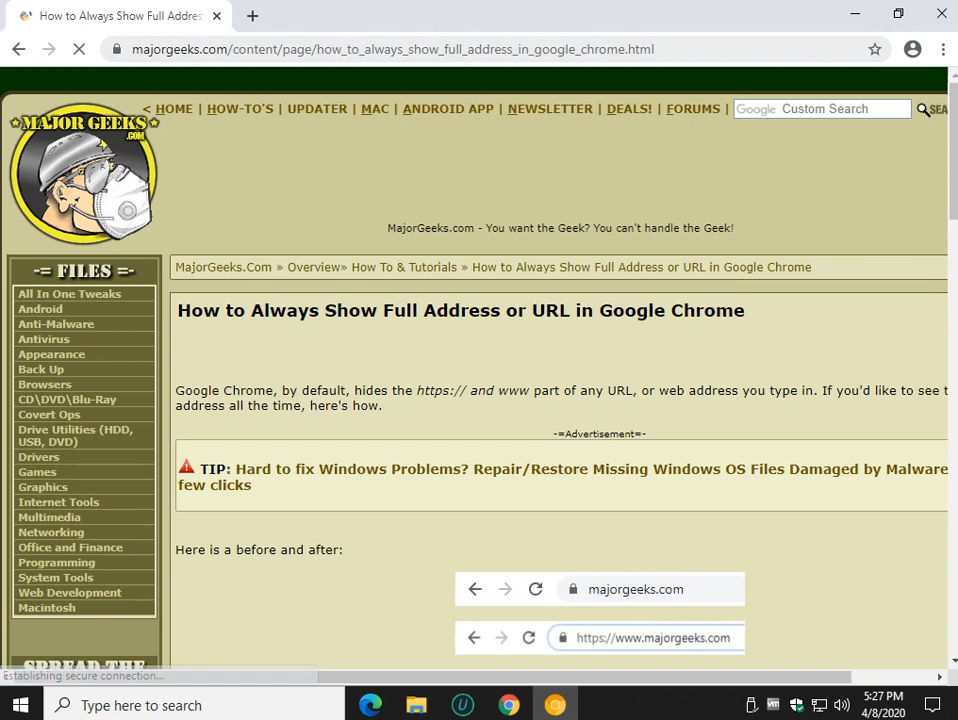 How to Always Show Full Addres
majorgeeks.com/content/page/how_to_always_show_full_address_in_google_chrome.html
MAJOR GEEKS
.COM
< HOME | HOW-TO'S | UPDATER | MAC | ANDROID APP | NEWSLETTER | DEALS! | FORUMS |
Google Custom Search
SEA
MajorGeeks.com - You want the Geek? You can't handle the Geek!
-= FILES =-
All In One Tweaks
Android
Anti-Malware
Antivirus
Appearance
Back Up
Browsers
CD\DVD\Blu-Ray
Covert Ops
Drive Utilities (HDD,
USB, DVD)
Drivers
Games
Graphics
Internet Tools
Multimedia
Networking
Office and Finance
Programming
System Tools
Web Development
Macintosh
SPREAD THE
MajorGeeks.Com » Overview» How To & Tutorials » How to Always Show Full Address or URL in Google Chrome
How to Always Show Full Address or URL in Google Chrome
Google Chrome, by default, hides the https:// and www part of any URL, or web address you type in. If you'd like to see t
address all the time, here's how.
-=Advertisement=-
TIP: Hard to fix Windows Problems? Repair/Restore Missing Windows OS Files Damaged by Malware
few clicks
Here is a before and after:
majorgeeks.com
https://www.majorgeeks.com
Establishing secure connection...
Type here to search
U
vm
5:27 PM
4/8/2020